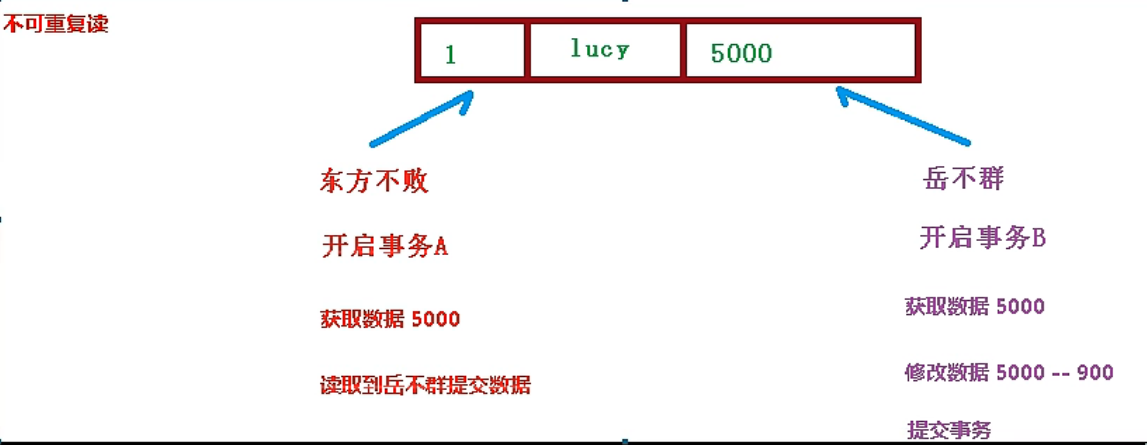 不可重复读
1 lucy 5000
东方不败
开启事务A
获取数据 5000
读取到岳不群提交数据
岳不群
开启事务B
获取数据 5000
修改数据 5000 -- 900
提交事务